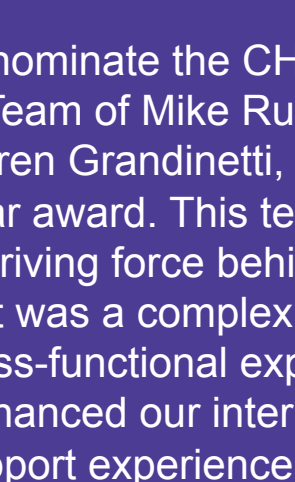 nominate the CH
Team of Mike Ru
ren Grandinetti,
ar award. This te
riving force behi
t was a complex
ss-functional exp
hanced our inter
pport experience